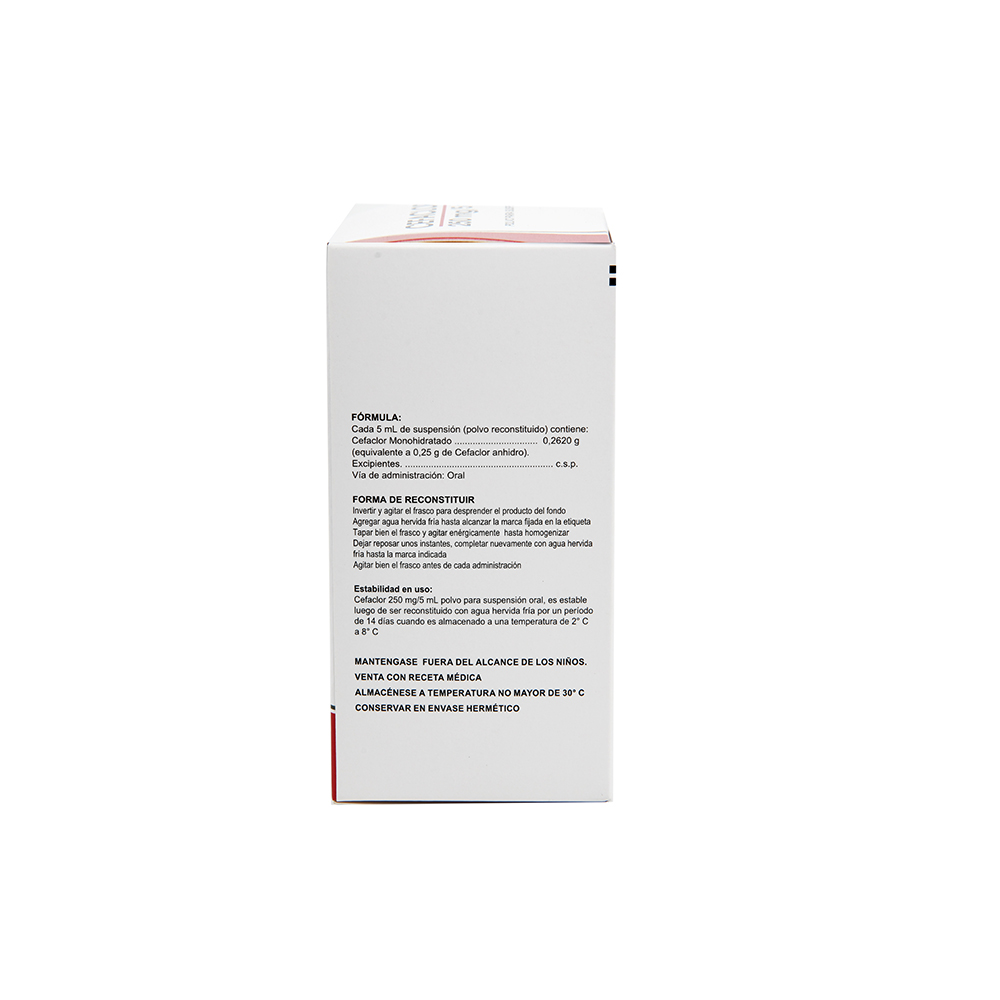 CEFACLOR
250 mg/5
FÓRMULA:
Cada 5 mL de suspensión (polvo reconstituido) contiene:
Cefaclor Monohidratado ................................ 0,2620 g
(equivalente a 0,25 g de Cefaclor anhidro).
Excipientes. ......................................................... c.s.p.
Vía de administración: Oral
FORMA DE RECONSTITUIR
Invertir y agitar el frasco para desprender el producto del fondo
Agregar agua hervida fría hasta alcanzar la marca fijada en la etiqueta
Tapar bien el frasco y agitar enérgicamente hasta homogenizar
Dejar reposar unos instantes, completar nuevamente con agua hervida
fría hasta la marca indicada
Agitar bien el frasco antes de cada administración
Estabilidad en uso:
Cefaclor 250 mg/5 mL polvo para suspensión oral, es estable
luego de ser reconstituido con agua hervida fría por un período
de 14 días cuando es almacenado a una temperatura de 2° C
a 8° C
MANTENGASE FUERA DEL ALCANCE DE LOS NIÑOS.
VENTA CON RECETA MÉDICA
ALMACÉNESE A TEMPERATURA NO MAYOR DE 30° C
CONSERVAR EN ENVASE HERMÉTICO